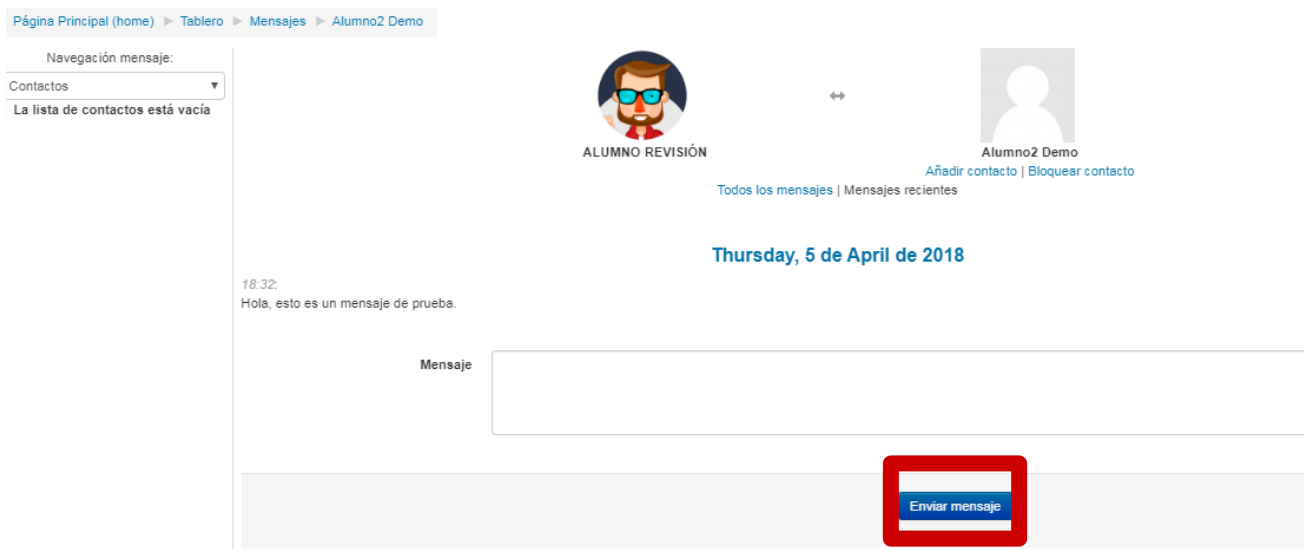 Página Principal (home) ► Tablero ► Mensajes ► Alumno2 Demo
Navegación mensaje:
Contactos
La lista de contactos está vacía
ALUMNO REVISIÓN
Alumno2 Demo
Añadir contacto | Bloquear contacto
Todos los mensajes | Mensajes recientes
Thursday, 5 de April de 2018
18:32:
Hola, esto es un mensaje de prueba.
Mensaje
Enviar mensaje